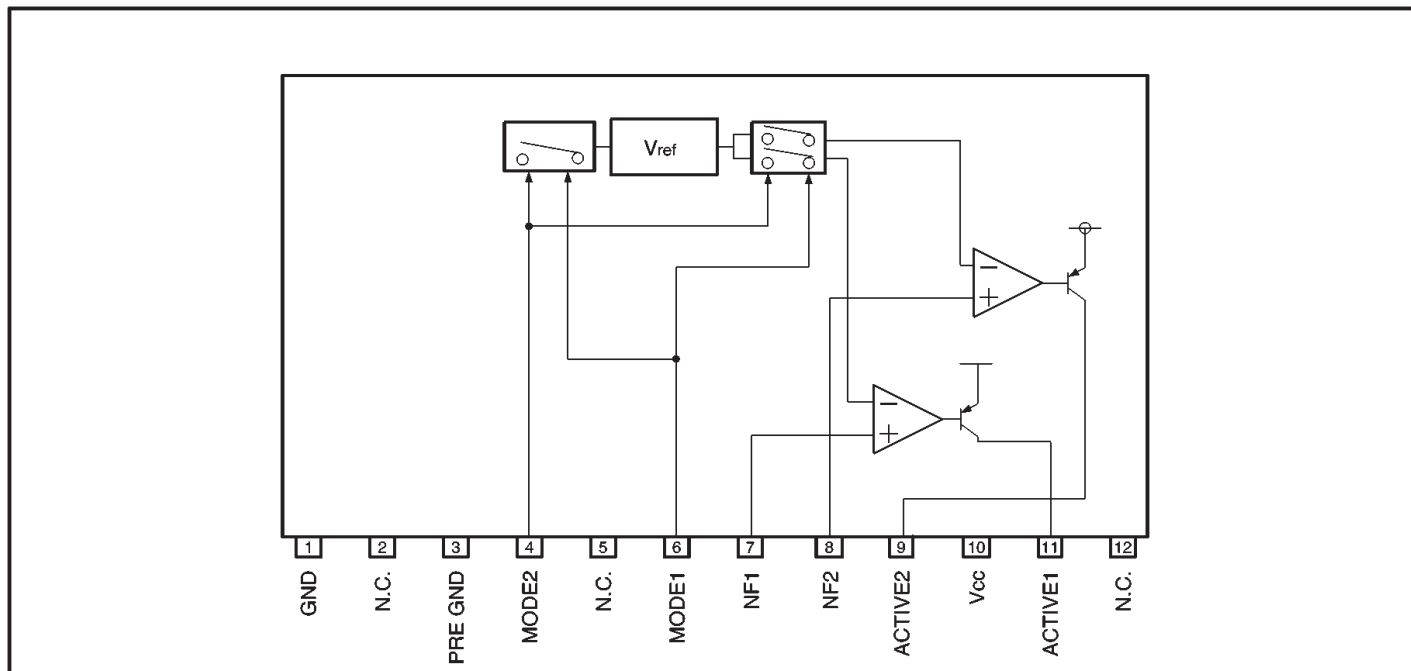 Vref
−
+
−
+
1 2 3 4 5 6 7 8 9 10 11 12
GND
N.C.
PRE GND
MODE2
N.C.
MODE1
NF1
NF2
ACTIVE2
Vcc
ACTIVE1
N.C.